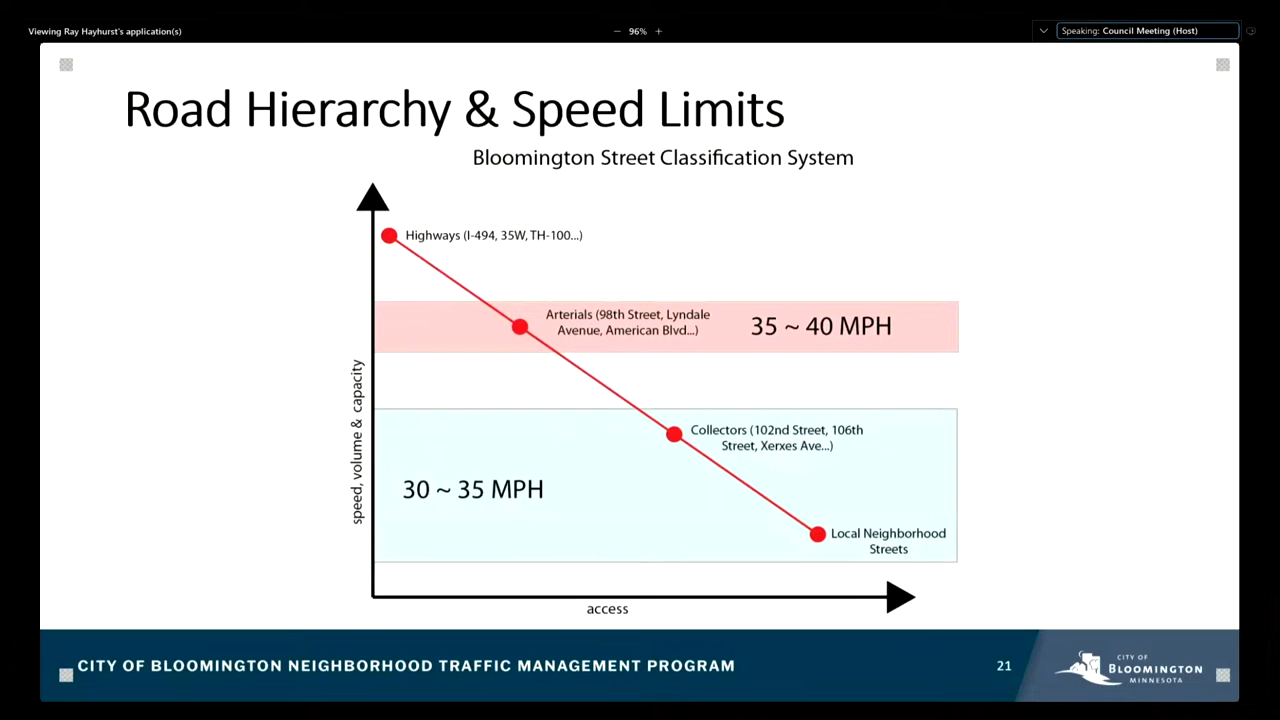 Viewing Ray Hayhurst's application(s)
− 96% +
Speaking: Council Meeting (Host)
Road Hierarchy & Speed Limits
Bloomington Street Classification System
Highways (I-494, 35W, TH-100...)
Arterials (98th Street, Lyndale
Avenue, American Blvd...)
35 ~ 40 MPH
speed, volume & capacity
Collectors (102nd Street, 106th
Street, Xerxes Ave...)
30 ~ 35 MPH
Local Neighborhood
Streets
access
CITY OF BLOOMINGTON NEIGHBORHOOD TRAFFIC MANAGEMENT PROGRAM
21
CITY OF
BLOOMINGTON
MINNESOTA